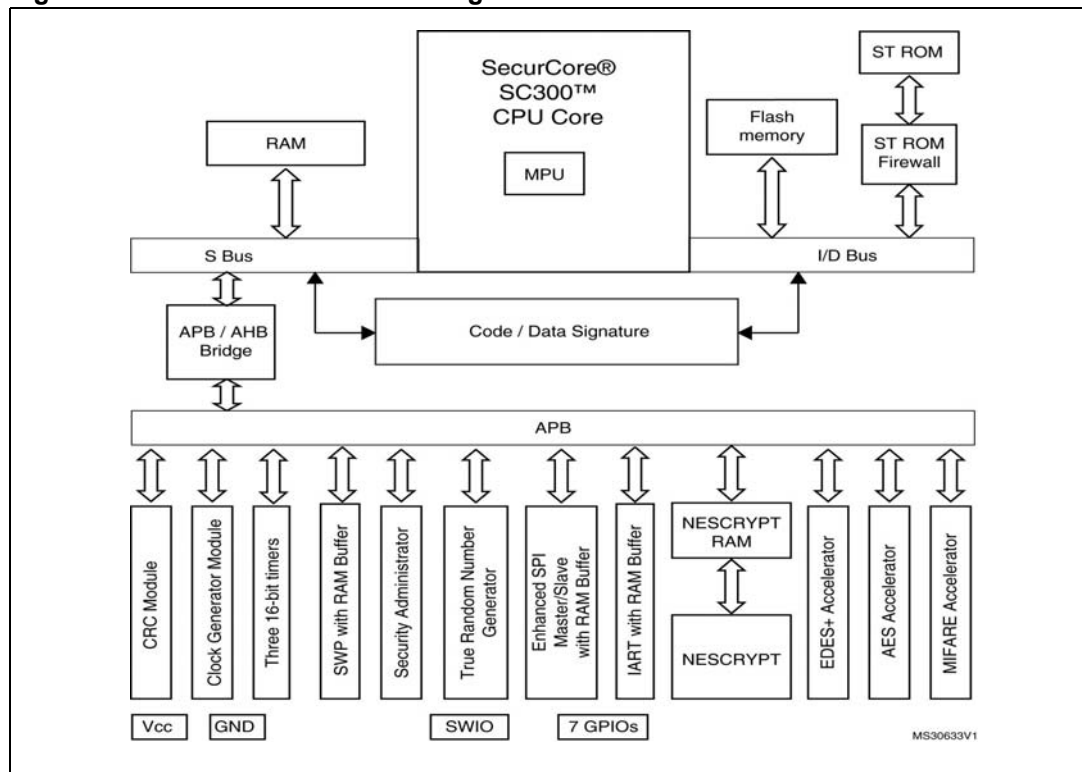 SecurCore®
SC300™
CPU Core
MPU
RAM
Flash
memory
ST ROM
ST ROM
Firewall
S Bus
I/D Bus
APB / AHB
Bridge
Code / Data Signature
APB
CRC Module
Clock Generator Module
Three 16-bit timers
SWP with RAM Buffer
Security Administrator
True Random Number
Generator
Enhanced SPI
Master/Slave
with RAM Buffer
IART with RAM Buffer
NESCRYPT
RAM
NESCRYPT
EDES+ Accelerator
AES Accelerator
MIFARE Accelerator
Vcc
GND
SWIO
7 GPIOs
MS30633V1